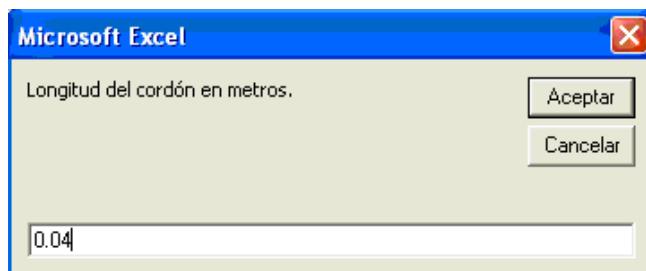 Microsoft Excel
Longitud del cordón en metros.
Aceptar
Cancelar
0.04